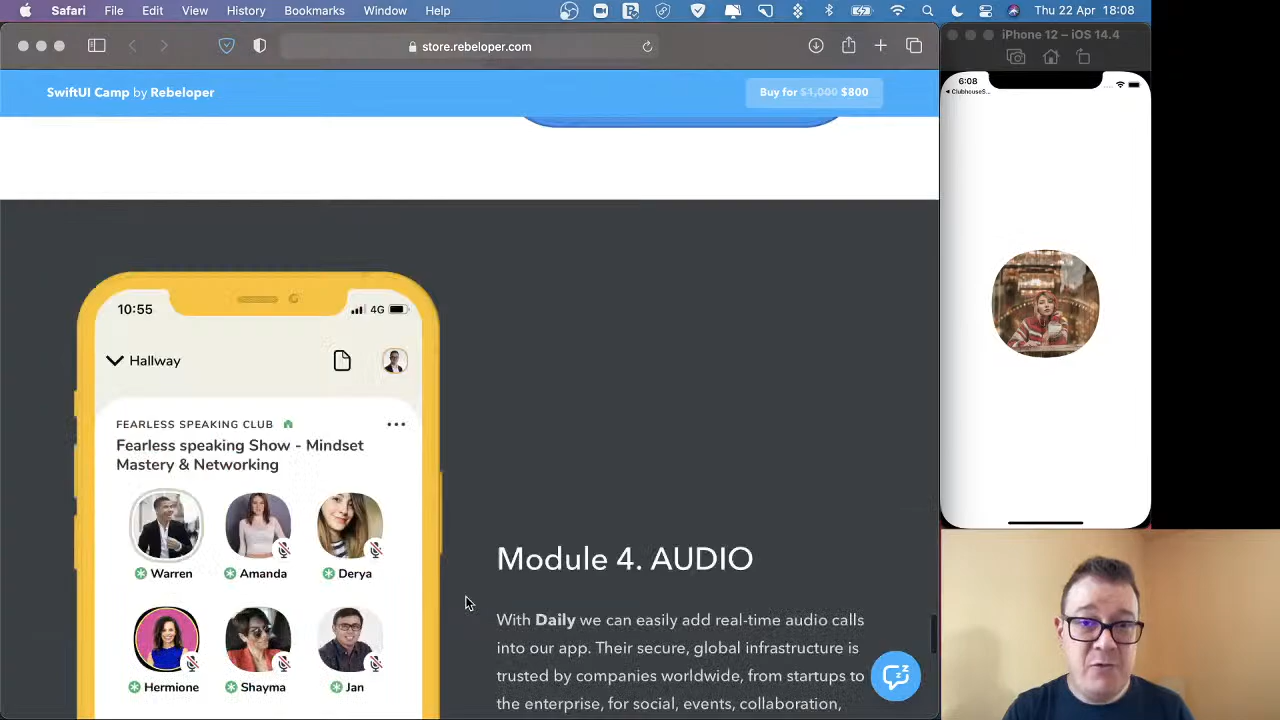 Safari File Edit View History Bookmarks Window Help
Thu 22 Apr 18:08
store.rebeloper.com
SwiftUI Camp by Rebeloper
Buy for $1,000 $800
10:55
4G
Hallway
FEARLESS SPEAKING CLUB
Fearless speaking Show - Mindset
Mastery & Networking
Warren Amanda Derya
Hermione Shayma Jan
Module 4. AUDIO
With Daily we can easily add real-time audio calls
into our app. Their secure, global infrastructure is
trusted by companies worldwide, from startups to
the enterprise, for social, events, collaboration,
iPhone 12 – iOS 14.4
6:08
ClubhouseS...